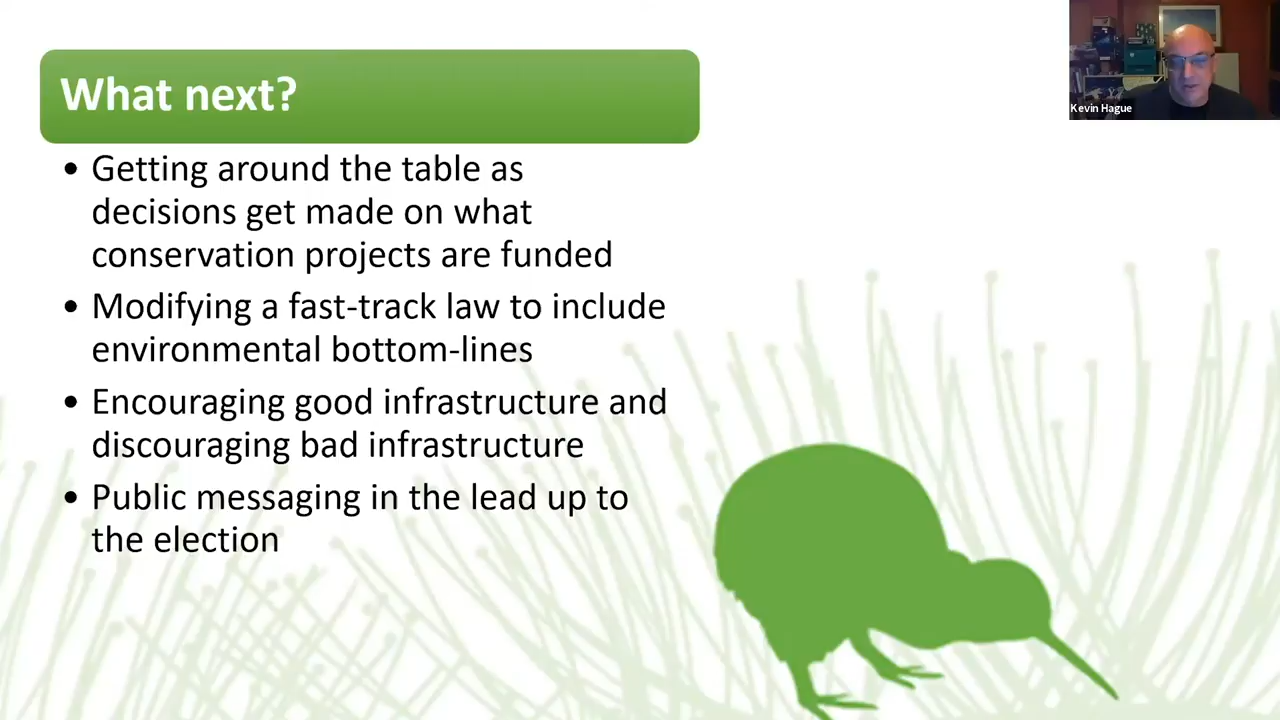 What next?
• Getting around the table as
decisions get made on what
conservation projects are funded
• Modifying a fast-track law to include
environmental bottom-lines
• Encouraging good infrastructure and
discouraging bad infrastructure
• Public messaging in the lead up to
the election
Kevin Hague